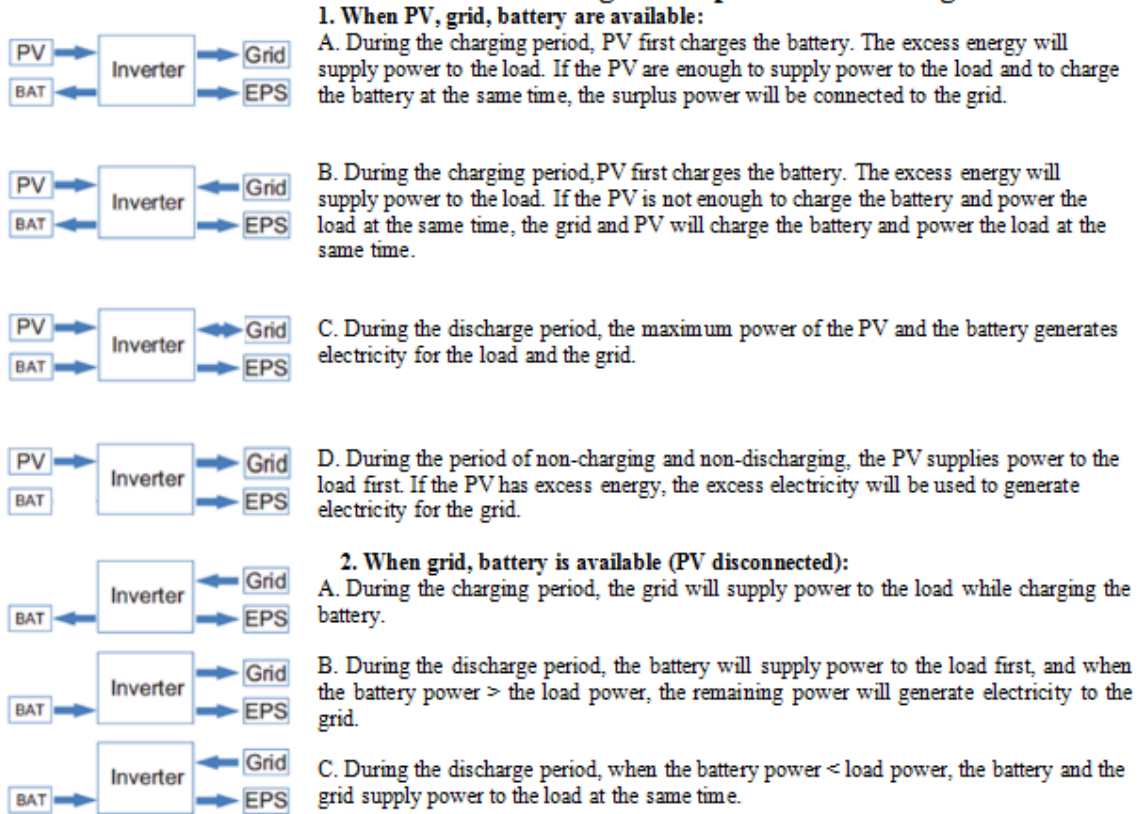 1. When PV, grid, battery are available:
PV
Inverter
Grid
BAT
EPS
A. During the charging period, PV first charges the battery. The excess energy will
supply power to the load. If the PV are enough to supply power to the load and to charge
the battery at the same time, the surplus power will be connected to the grid.
PV
Inverter
Grid
BAT
EPS
B. During the charging period,PV first charges the battery. The excess energy will
supply power to the load. If the PV is not enough to charge the battery and power the
load at the same time, the grid and PV will charge the battery and power the load at the
same time.
PV
Inverter
Grid
BAT
EPS
C. During the discharge period, the maximum power of the PV and the battery generates
electricity for the load and the grid.
PV
Inverter
Grid
BAT
EPS
D. During the period of non-charging and non-discharging, the PV supplies power to the
load first. If the PV has excess energy, the excess electricity will be used to generate
electricity for the grid.
2. When grid, battery is available (PV disconnected):
Inverter
Grid
BAT
EPS
A. During the charging period, the grid will supply power to the load while charging the
battery.
Inverter
Grid
BAT
EPS
B. During the discharge period, the battery will supply power to the load first, and when
the battery power > the load power, the remaining power will generate electricity to the
grid.
Inverter
Grid
BAT
EPS
C. During the discharge period, when the battery power < load power, the battery and the
grid supply power to the load at the same time.